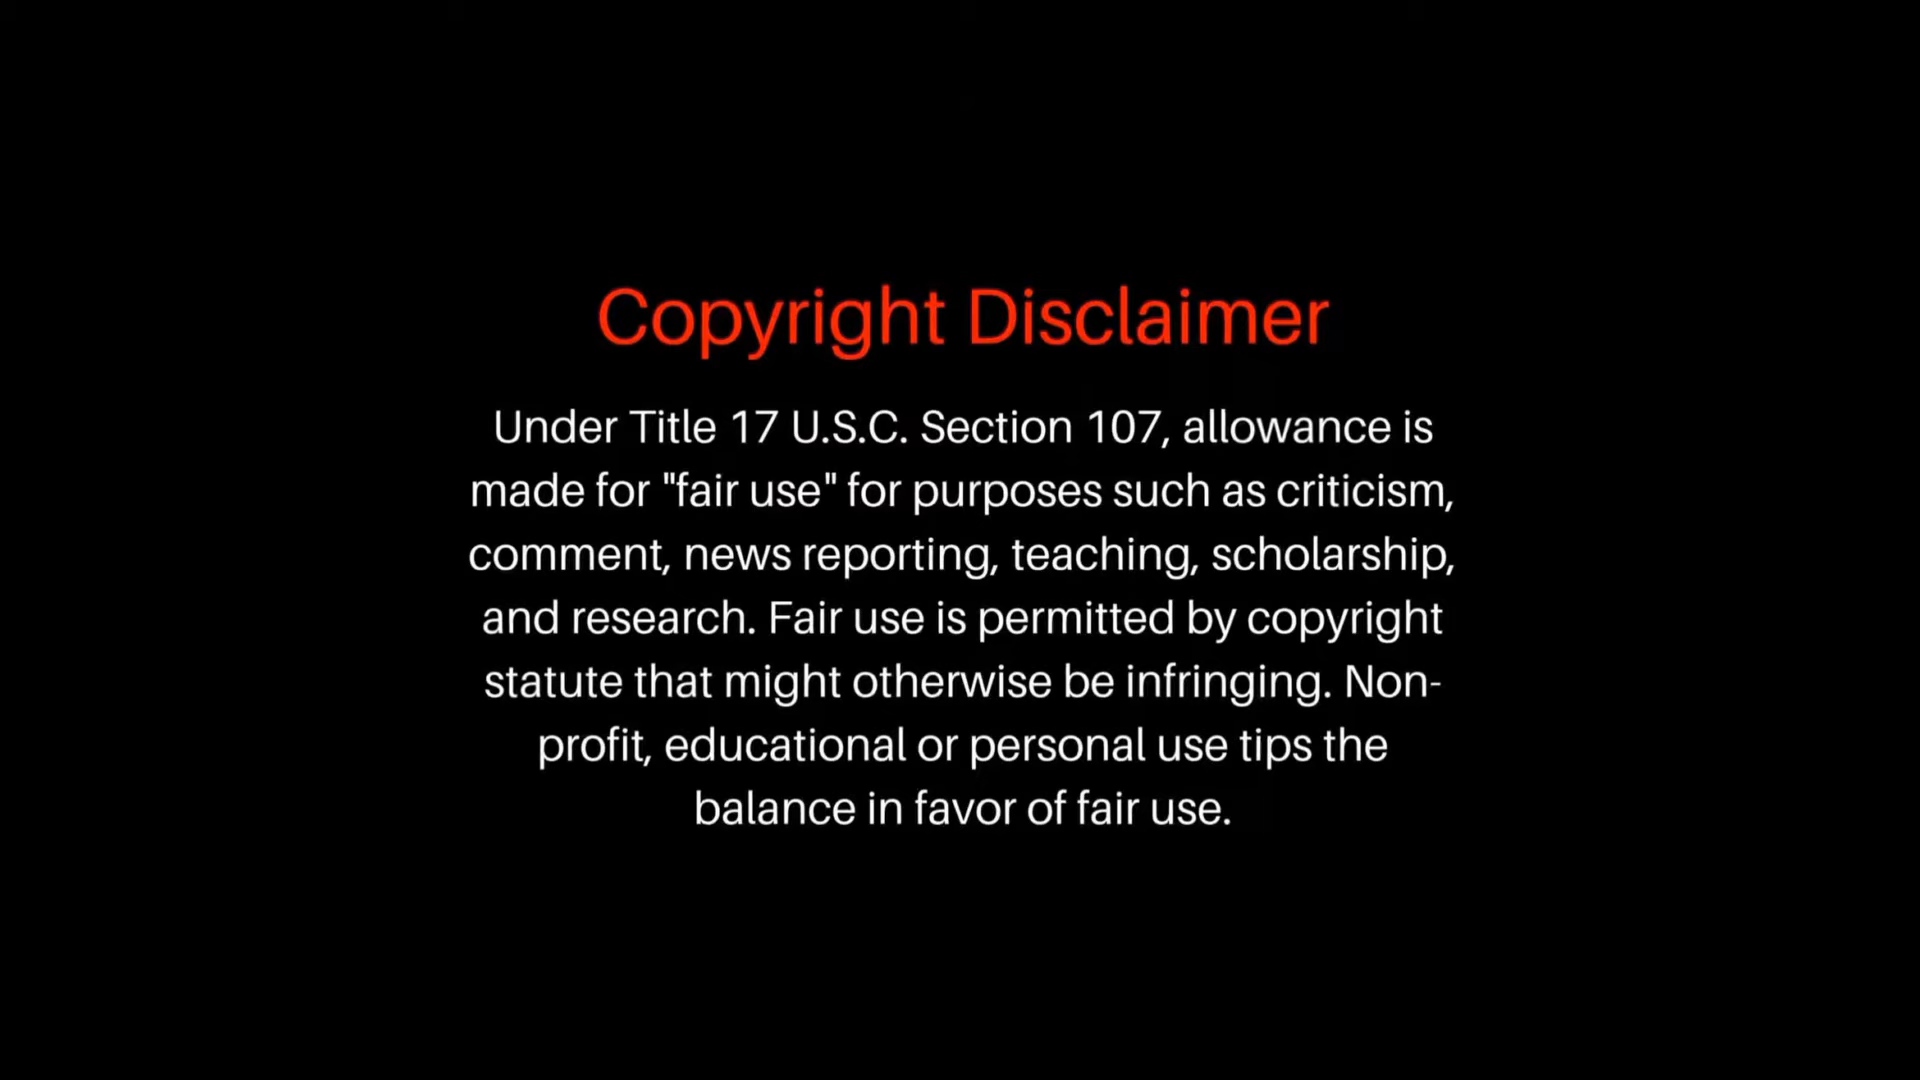 Copyright Disclaimer
Under Title 17 U.S.C. Section 107, allowance is
made for "fair use" for purposes such as criticism,
comment, news reporting, teaching, scholarship,
and research. Fair use is permitted by copyright
statute that might otherwise be infringing. Non-
profit, educational or personal use tips the
balance in favor of fair use.